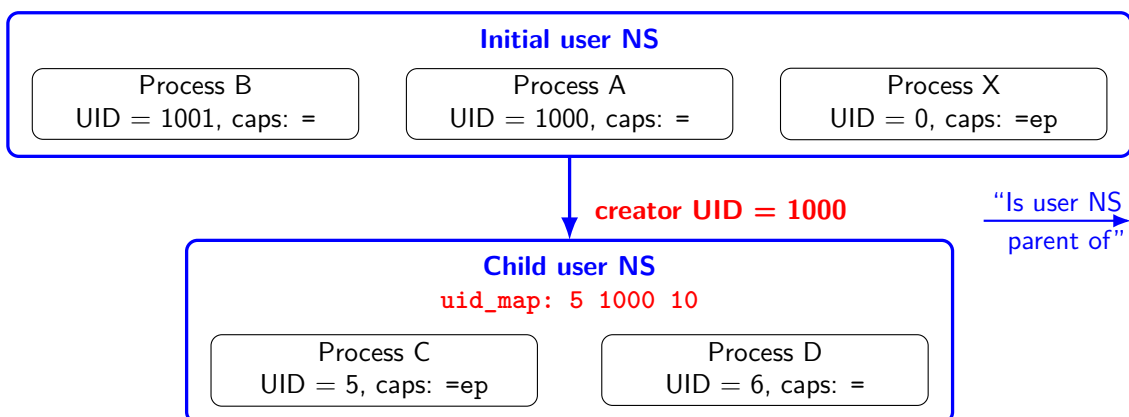 Initial user NS
Process B
UID = 1001, caps: =
Process A
UID = 1000, caps: =
Process X
UID = 0, caps: =ep
creator UID = 1000
“Is user NS
parent of”
Child user NS
uid_map: 5 1000 10
Process C
UID = 5, caps: =ep
Process D
UID = 6, caps: =